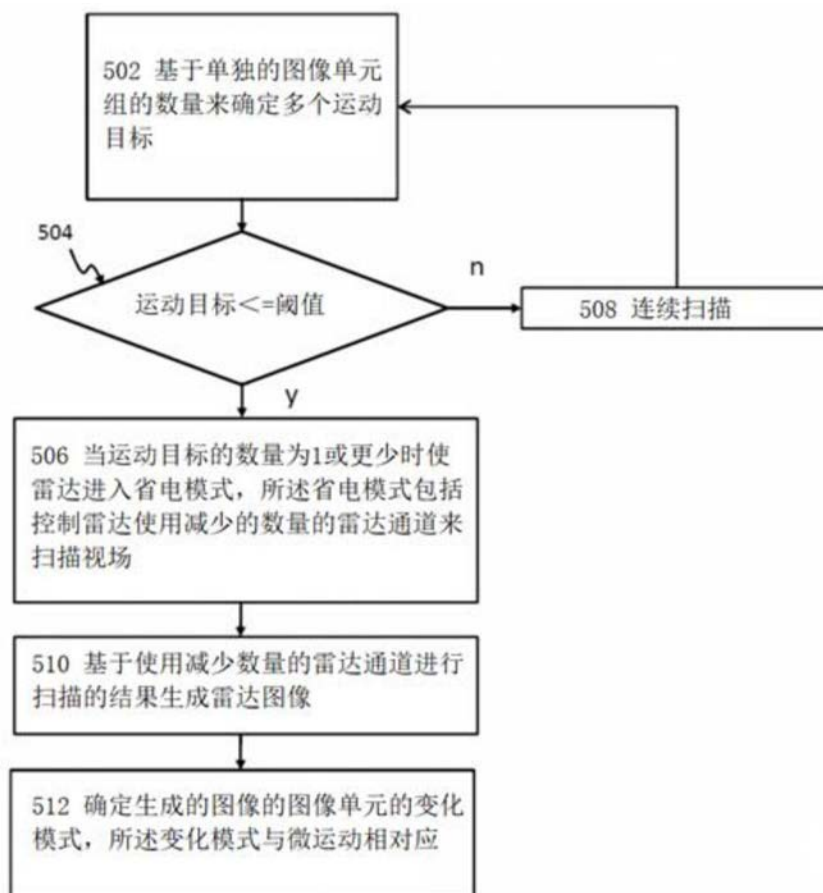 502 基于单独的图像单元
组的数量来确定多个运动
目标
504
运动目标<=阈值
n
508 连续扫描
y
506 当运动目标的数量为1或更少时使
雷达进入省电模式，所述省电模式包括
控制雷达使用减少的数量的雷达通道来
扫描视场
510 基于使用减少数量的雷达通道进行
扫描的结果生成雷达图像
512 确定生成的图像的图像单元的变化
模式，所述变化模式与微运动相对应